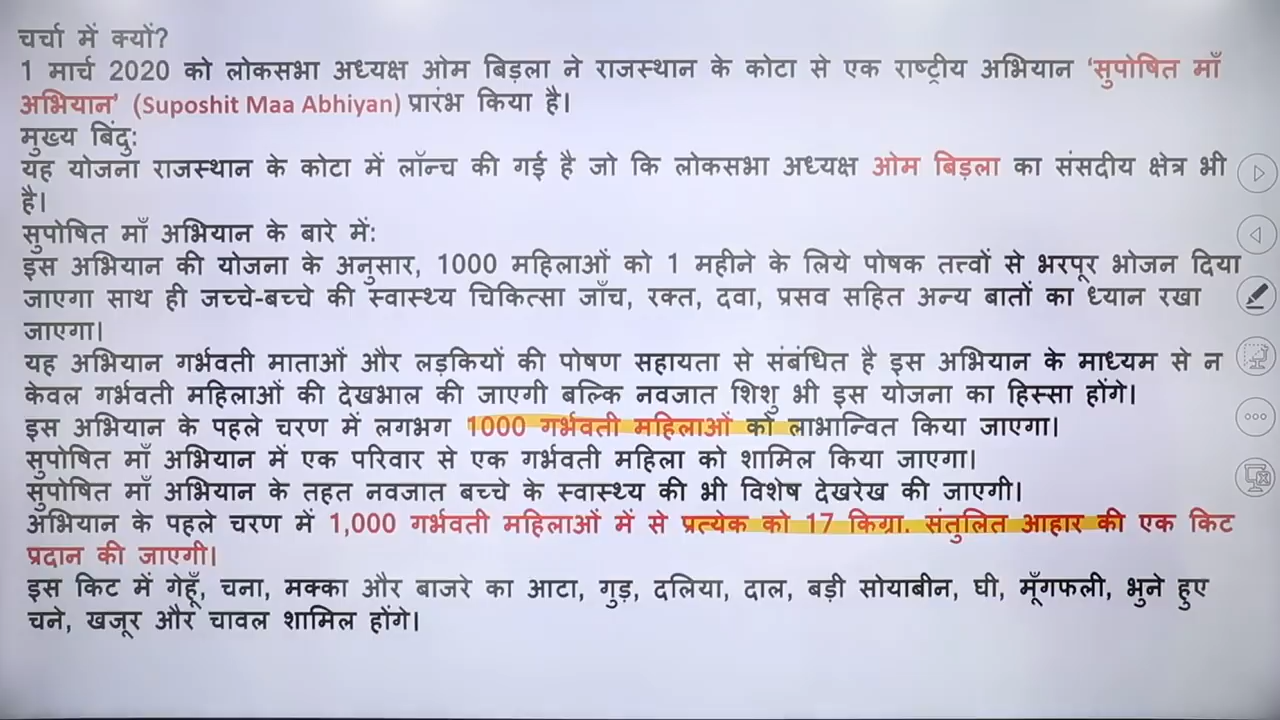 चर्चा में क्यों?
1 मार्च 2020 को लोकसभा अध्यक्ष ओम बिड़ला ने राजस्थान के कोटा से एक राष्ट्रीय अभियान ‘सुपोषित माँ
अभियान’ (Suposhit Maa Abhiyan) प्रारंभ किया है।
मुख्य बिंदु:
यह योजना राजस्थान के कोटा में लॉन्च की गई है जो कि लोकसभा अध्यक्ष ओम बिड़ला का संसदीय क्षेत्र भी
है।
सुपोषित माँ अभियान के बारे में:
इस अभियान की योजना के अनुसार, 1000 महिलाओं को 1 महीने के लिये पोषक तत्त्वों से भरपूर भोजन दिया
जाएगा साथ ही जच्चे-बच्चे की स्वास्थ्य चिकित्सा जाँच, रक्त, दवा, प्रसव सहित अन्य बातों का ध्यान रखा
जाएगा।
यह अभियान गर्भवती माताओं और लड़कियों की पोषण सहायता से संबंधित है इस अभियान के माध्यम से न
केवल गर्भवती महिलाओं की देखभाल की जाएगी बल्कि नवजात शिशु भी इस योजना का हिस्सा होंगे।
इस अभियान के पहले चरण में लगभग 1000 गर्भवती महिलाओं को लाभान्वित किया जाएगा।
सुपोषित माँ अभियान में एक परिवार से एक गर्भवती महिला को शामिल किया जाएगा।
सुपोषित माँ अभियान के तहत नवजात बच्चे के स्वास्थ्य की भी विशेष देखरेख की जाएगी।
अभियान के पहले चरण में 1,000 गर्भवती महिलाओं में से प्रत्येक को 17 किग्रा. संतुलित आहार की एक किट
प्रदान की जाएगी।
इस किट में गेहूँ, चना, मक्का और बाजरे का आटा, गुड़, दलिया, दाल, बड़ी सोयाबीन, घी, मूँगफली, भुने हुए
चने, खजूर और चावल शामिल होंगे।